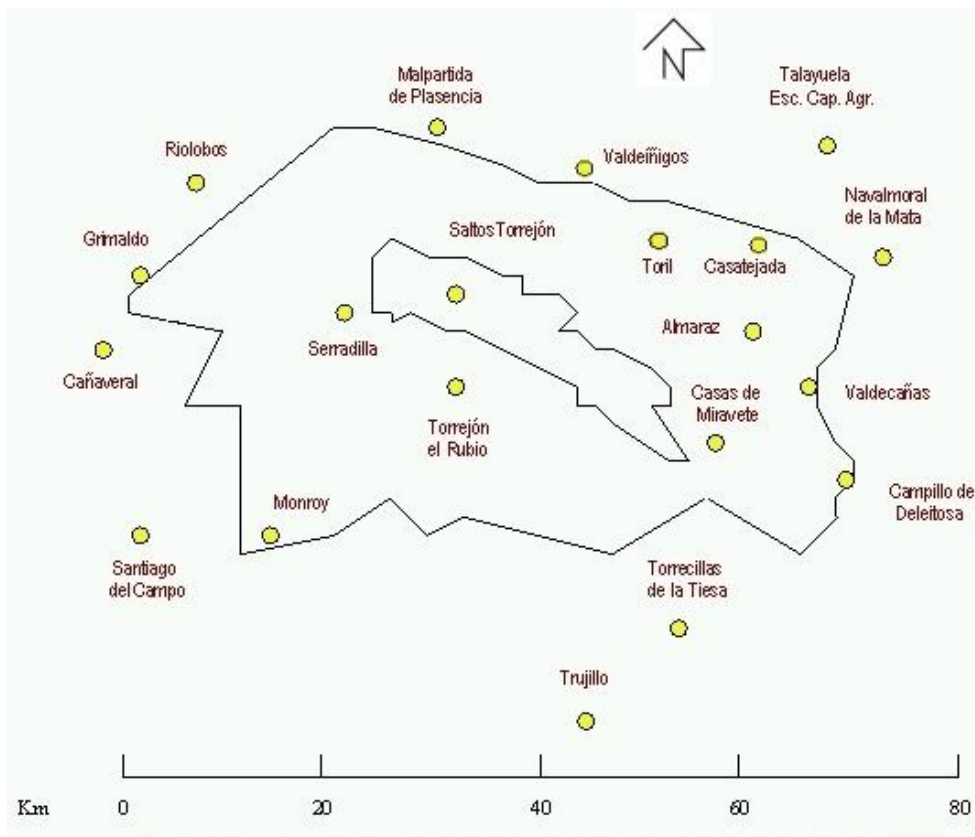 N
Malpartida
de Plasencia
Talayuela
Esc. Cap. Agr.
Riolobos
Valdeíñigos
Navalmoral
de la Mata
Grimaldo
Saltos Torrejón
Toril
Casatejada
Serradilla
Almaraz
Cañaveral
Casas de
Miravete
Valdecañas
Torrejón
el Rubio
Monroy
Campillo de
Deleitosa
Santiago
del Campo
Torrecillas
de la Tiesa
Trujillo
Km 0 20 40 60 80